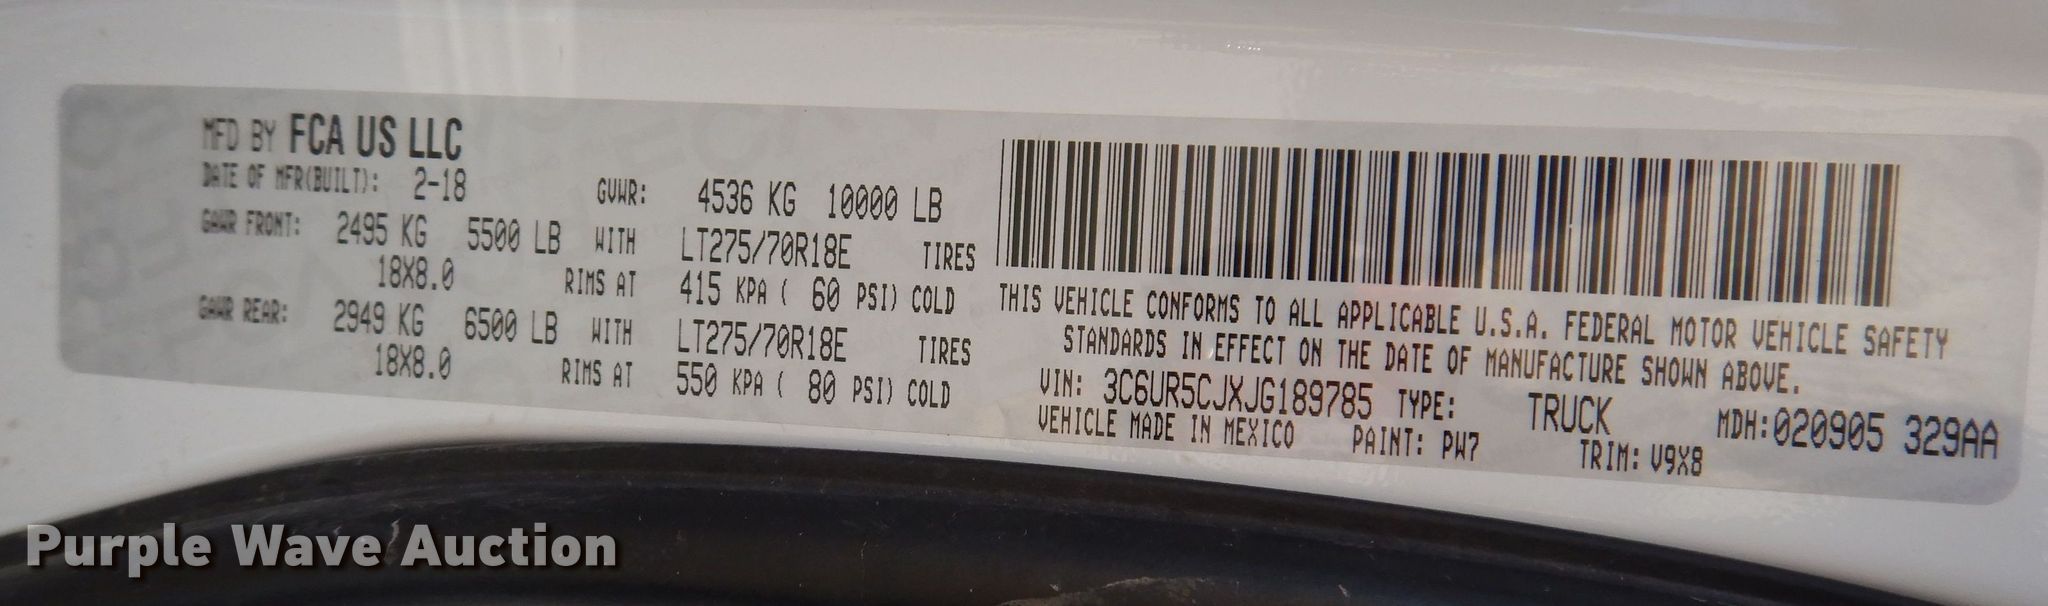 MFD BY FCA US LLC
DATE OF MFR(BUILT): 2-18 GVWR: 4536 KG 10000 LB
GAWR FRONT: 2495 KG 5500 LB WITH LT275/70R18E TIRES
18X8.0 RIMS AT 415 KPA ( 60 PSI) COLD
GAWR REAR: 2949 KG 6500 LB WITH LT275/70R18E TIRES
18X8.0 RIMS AT 550 KPA ( 80 PSI) COLD
THIS VEHICLE CONFORMS TO ALL APPLICABLE U.S.A. FEDERAL MOTOR VEHICLE SAFETY
STANDARDS IN EFFECT ON THE DATE OF MANUFACTURE SHOWN ABOVE.
VIN: 3C6UR5CJXJG189785 TYPE: TRUCK MDH:020905 329AA
VEHICLE MADE IN MEXICO PAINT: PW7 TRIM: V9X8
Purple Wave Auction